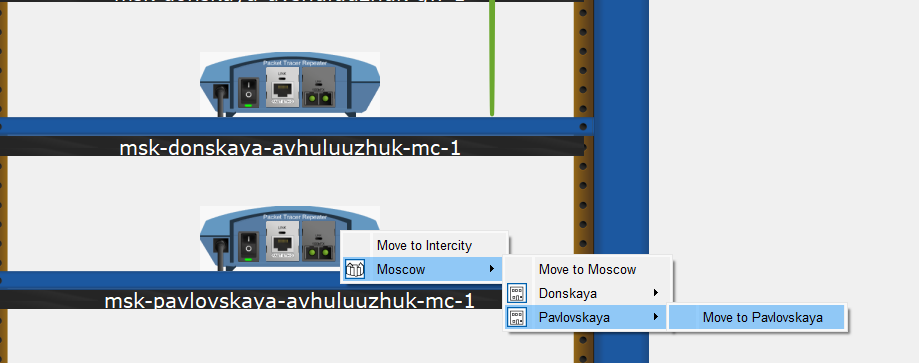 Packet Tracer Repeater
msk-donskaya-avhuluuzhuk-mc-1
Packet Tracer Repeater
Move to Intercity
Moscow
Move to Moscow
Donskaya
msk-pavlovskaya-avhuluuzhuk-mc-1
Pavlovskaya
Move to Pavlovskaya